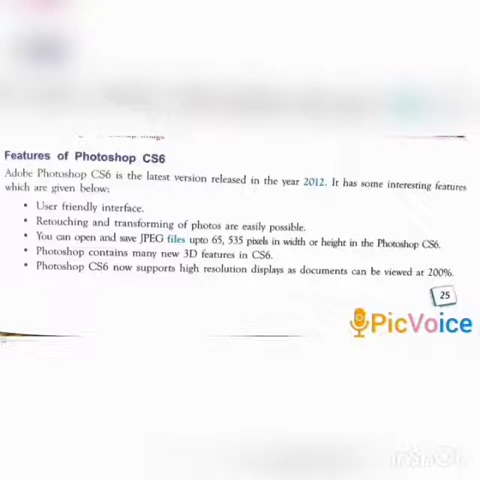 Features of Photoshop CS6
Adobe Photoshop CS6 is the latest version released in the year 2012. It has some interesting features
which are given below:
• User friendly interface.
• Retouching and transforming of photos are easily possible.
• You can open and save JPEG files upto 65, 535 pixels in width or height in the Photoshop CS6.
• Photoshop contains many new 3D features in CS6.
• Photoshop CS6 now supports high resolution displays as documents can be viewed at 200%.
25
PicVoice